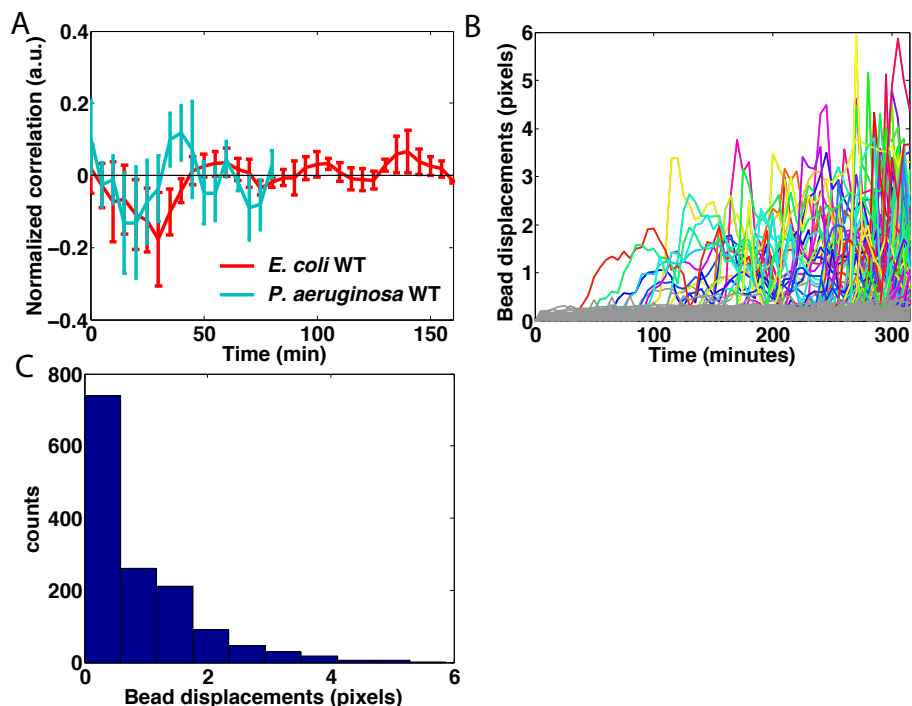 A
Normalized correlation (a.u.)
0.4
0.2
0
−0.2
−0.4
0
50
100
150
Time (min)
E. coli WT
P. aeruginosa WT
B
Bead displacements (pixels)
6
5
4
3
2
1
0
0
100
200
300
Time (minutes)
C
counts
800
600
400
200
0
0
2
4
6
Bead displacements (pixels)